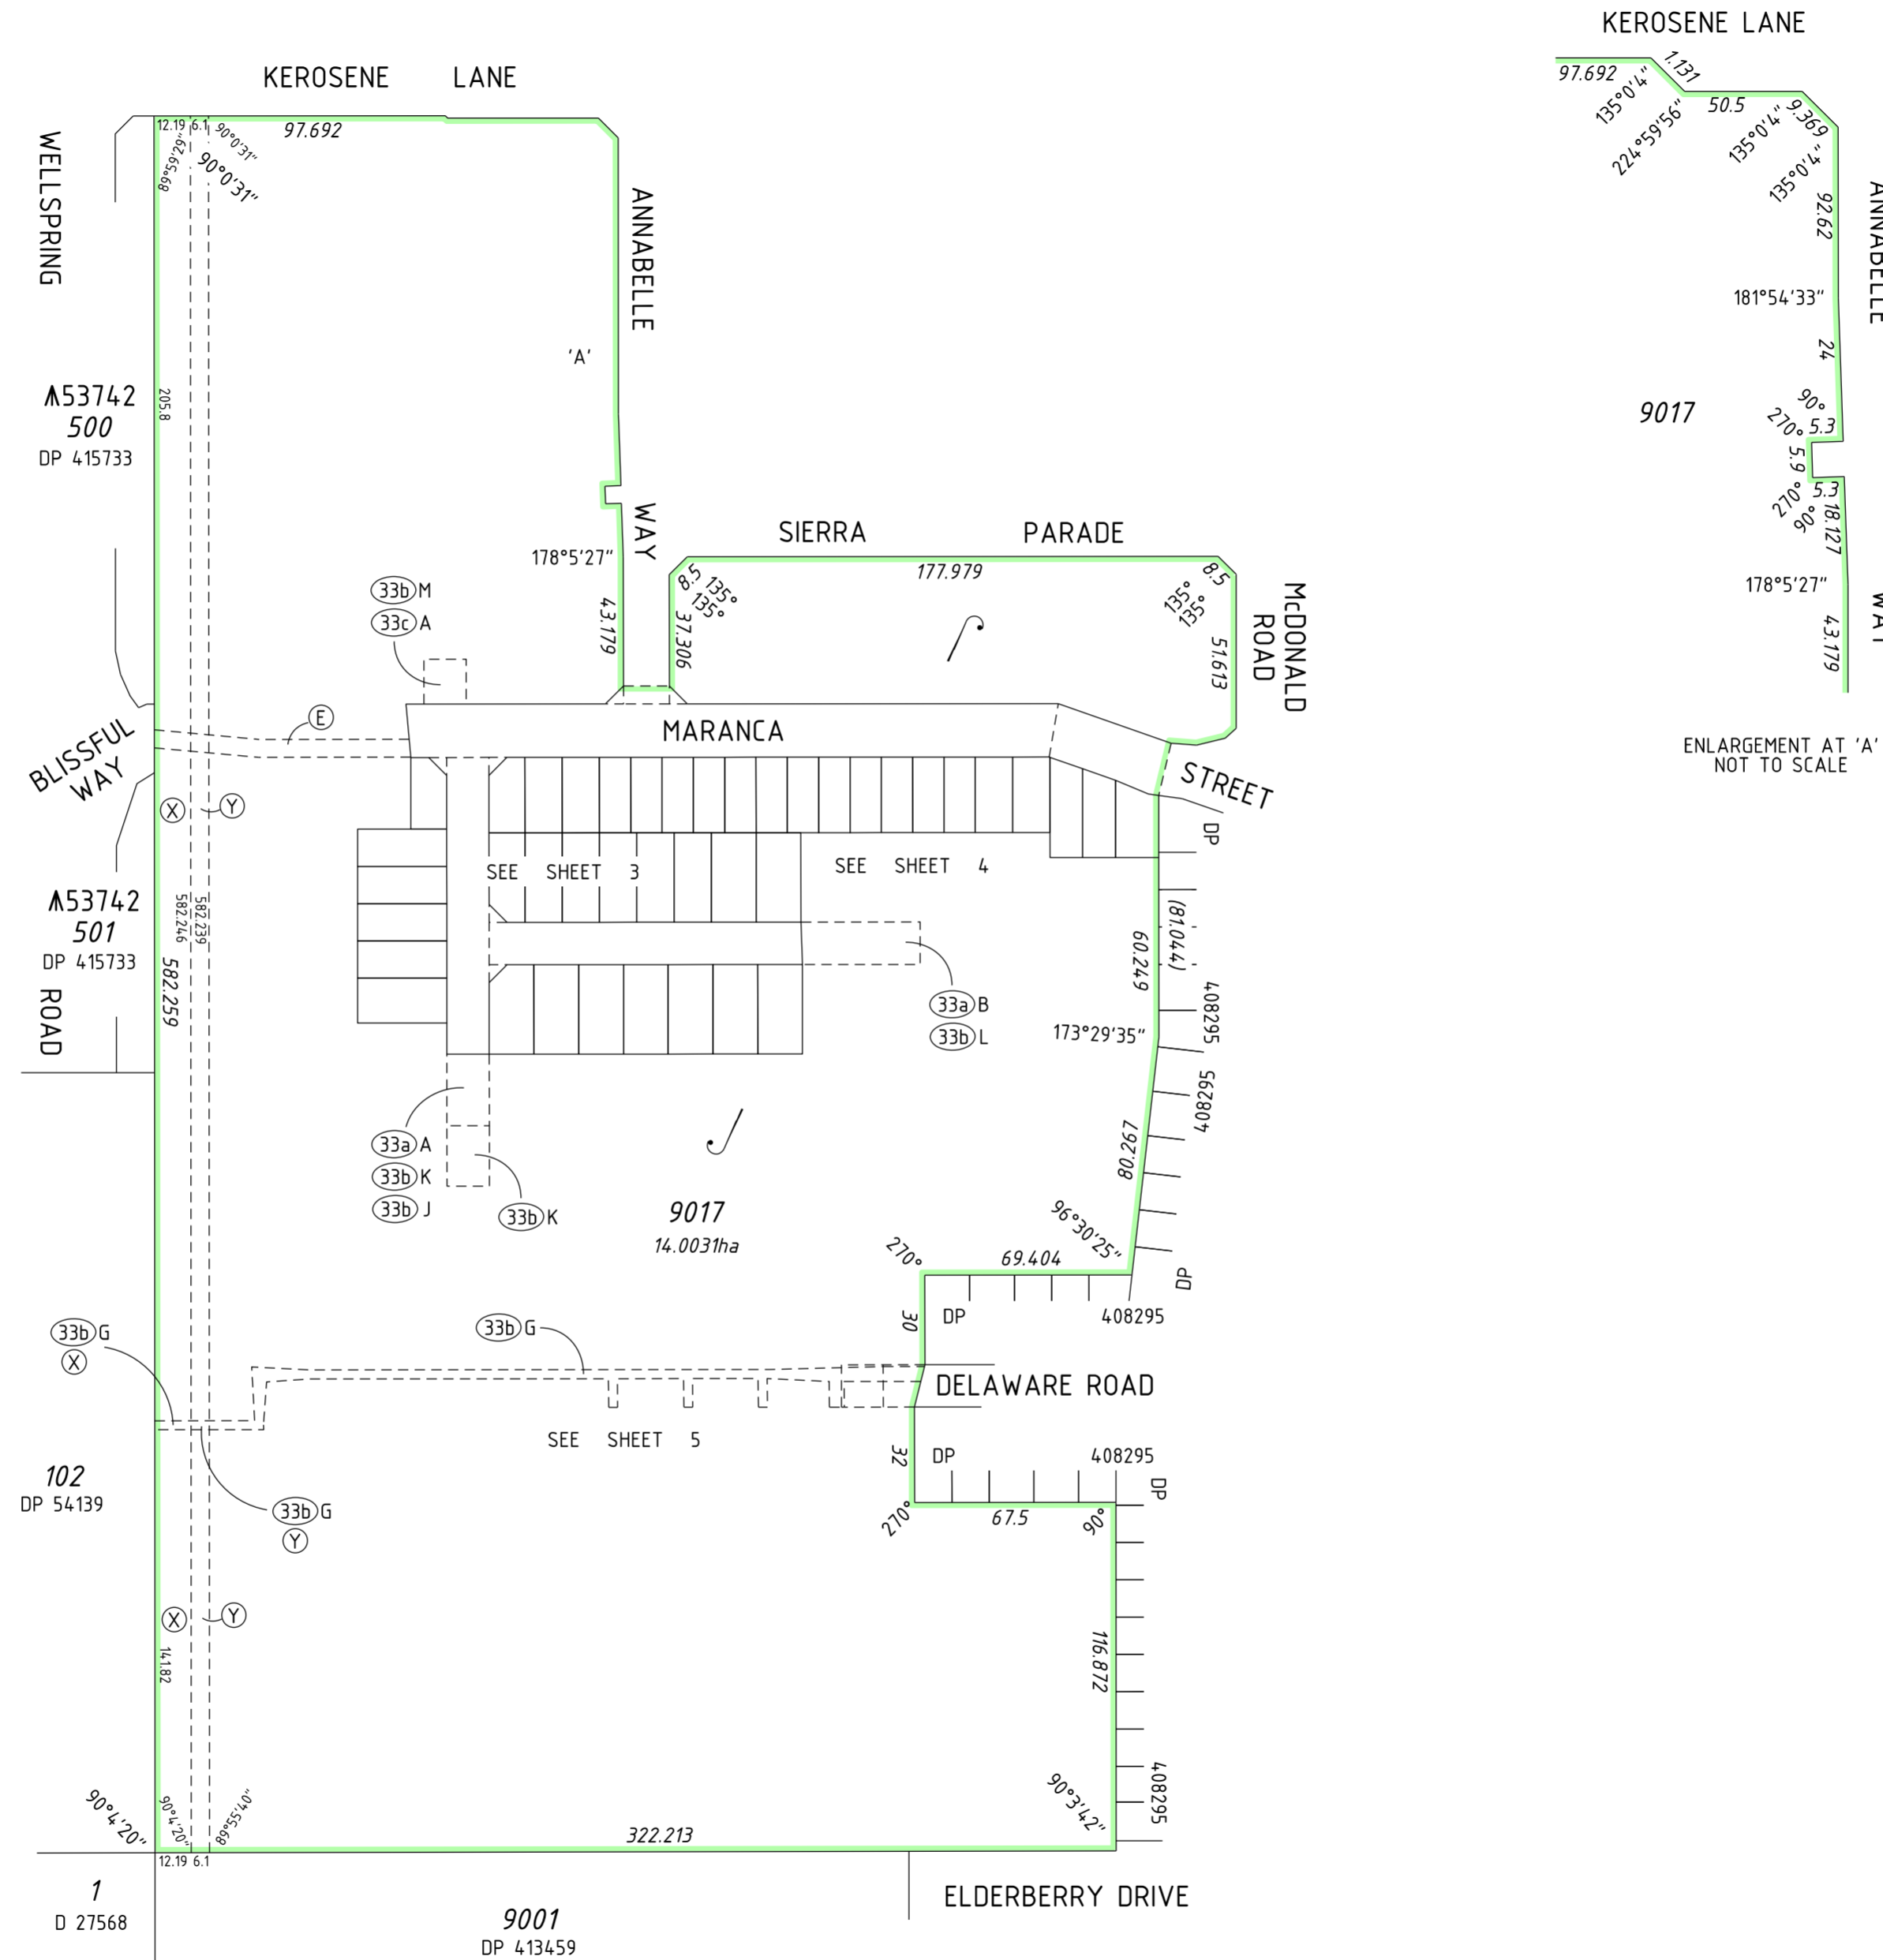 KEROSENE LANE
KEROSENE LANE
97.692
1.131
135°0'4"
50.5
224°59'56"
135°0'4"
9.369
135°0'4"
92.62
ANNABELLE
181°54'33"
24
9017
90°
270°
5.3
5.9
5.3
270°
90°
18.127
178°5'27"
43.179
WAY
ENLARGEMENT AT 'A'
NOT TO SCALE
WELLSPRING
12.19 6.1
90°0'31"
89°59'29"
90°0'31"
97.692
ANNABELLE
'A'
205.8
53742
500
DP 415733
WAY
178°5'27"
43.179
SIERRA PARADE
8.5
135°
135°
177.979
8.5
135°
135°
37.306
51.613
McDONALD
ROAD
33b M
33c A
E
MARANCA
STREET
BLISSFUL
WAY
X
Y
DP
SEE SHEET 3
SEE SHEET 4
53742
501
DP 415733
ROAD
582.246
582.239
582.259
60.249
(81.044)
408295
33a B
33b L
173°29'35"
408295
80.797
33a A
33b K
33b J
33b K
9017
14.0031ha
96°30'25"
270°
69.404
DP
DP
408295
30
33b G
X
33b G
DELAWARE ROAD
SEE SHEET 5
32
DP
408295
DP
102
DP 54139
33b G
Y
270°
67.5
90°
X
Y
141.82
116.872
408295
90°4'20"
90°4'20"
89°55'40"
90°3'42"
322.213
12.19 6.1
1
D 27568
9001
DP 413459
ELDERBERRY DRIVE